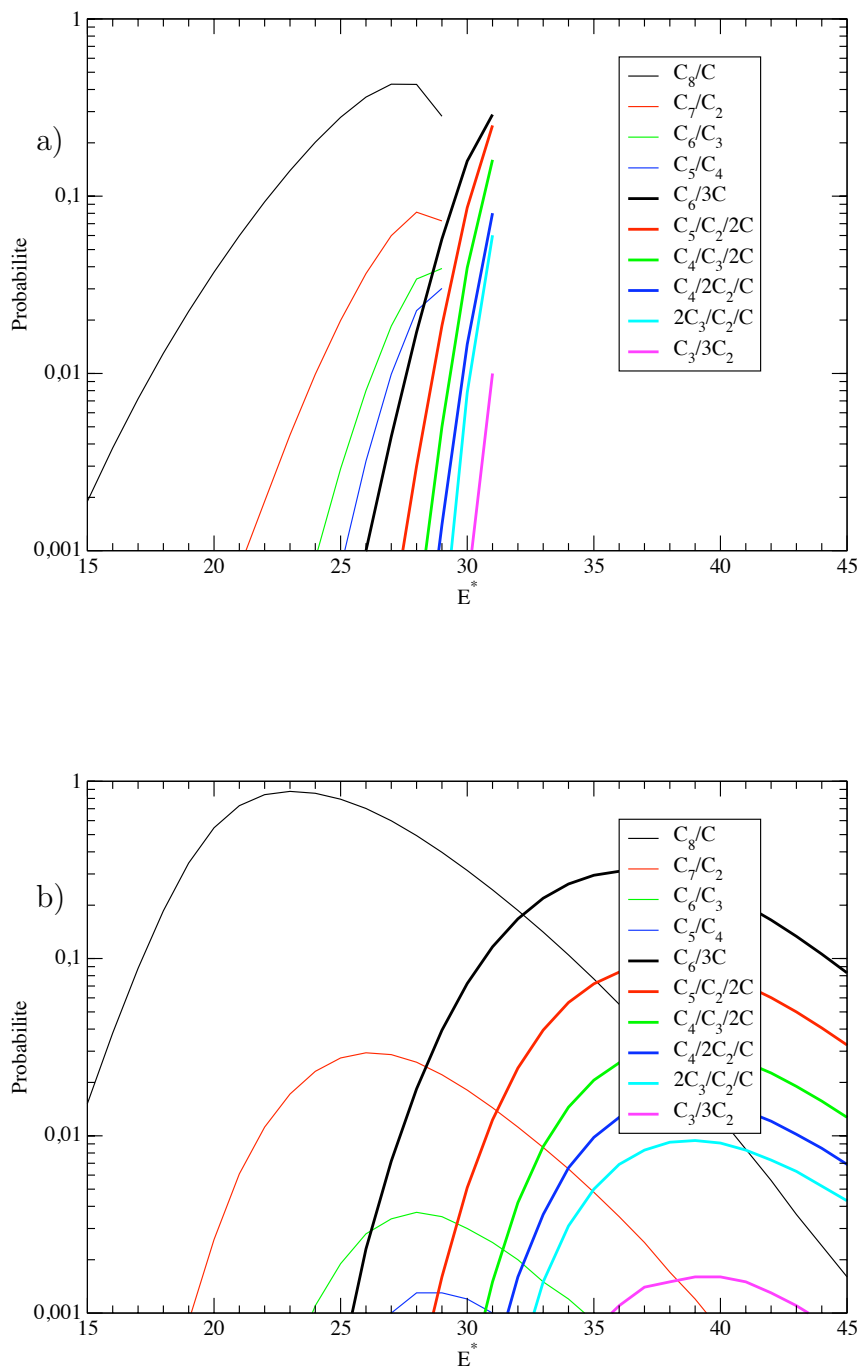 1
0,1
0,01
0,001
a)
Probabilite
15 20 25 30 35 40 45
E*
C8/C
C7/C2
C6/C3
C5/C4
C6/3C
C5/C2/2C
C4/C3/2C
C4/2C2/C
2C3/C2/C
C3/3C2
1
0,1
0,01
0,001
b)
Probabilite
15 20 25 30 35 40 45
E*
C8/C
C7/C2
C6/C3
C5/C4
C6/3C
C5/C2/2C
C4/C3/2C
C4/2C2/C
2C3/C2/C
C3/3C2